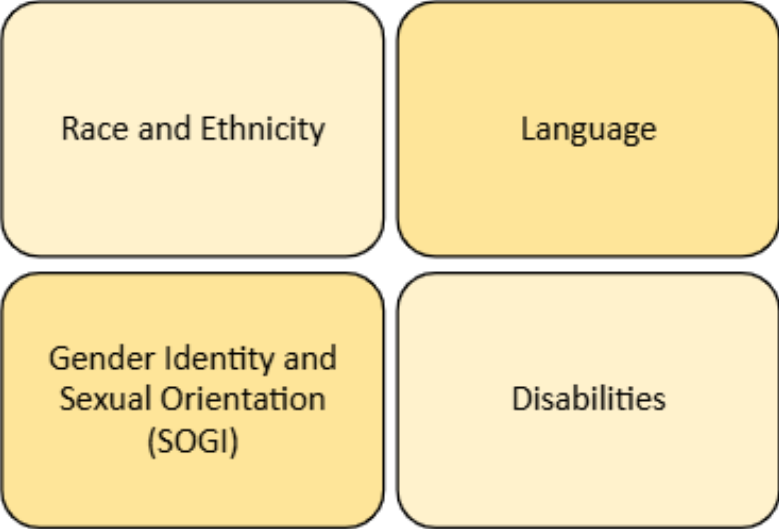 Race and Ethnicity
Language
Gender Identity and
Sexual Orientation
(SOGI)
Disabilities